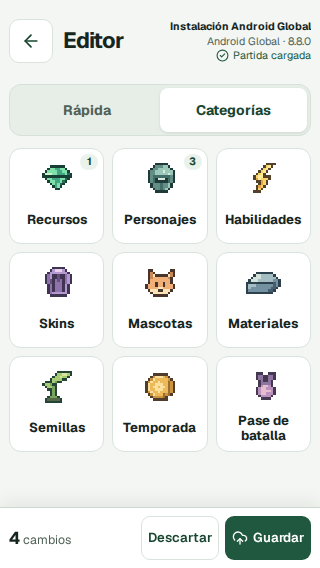 Editor
Instalación Android Global
Android Global · 8.8.0
Partida cargada
Rápida
Categorías
1
Recursos
3
Personajes
Habilidades
Skins
Mascotas
Materiales
Semillas
Temporada
Pase de
batalla
4 cambios
Descartar
Guardar